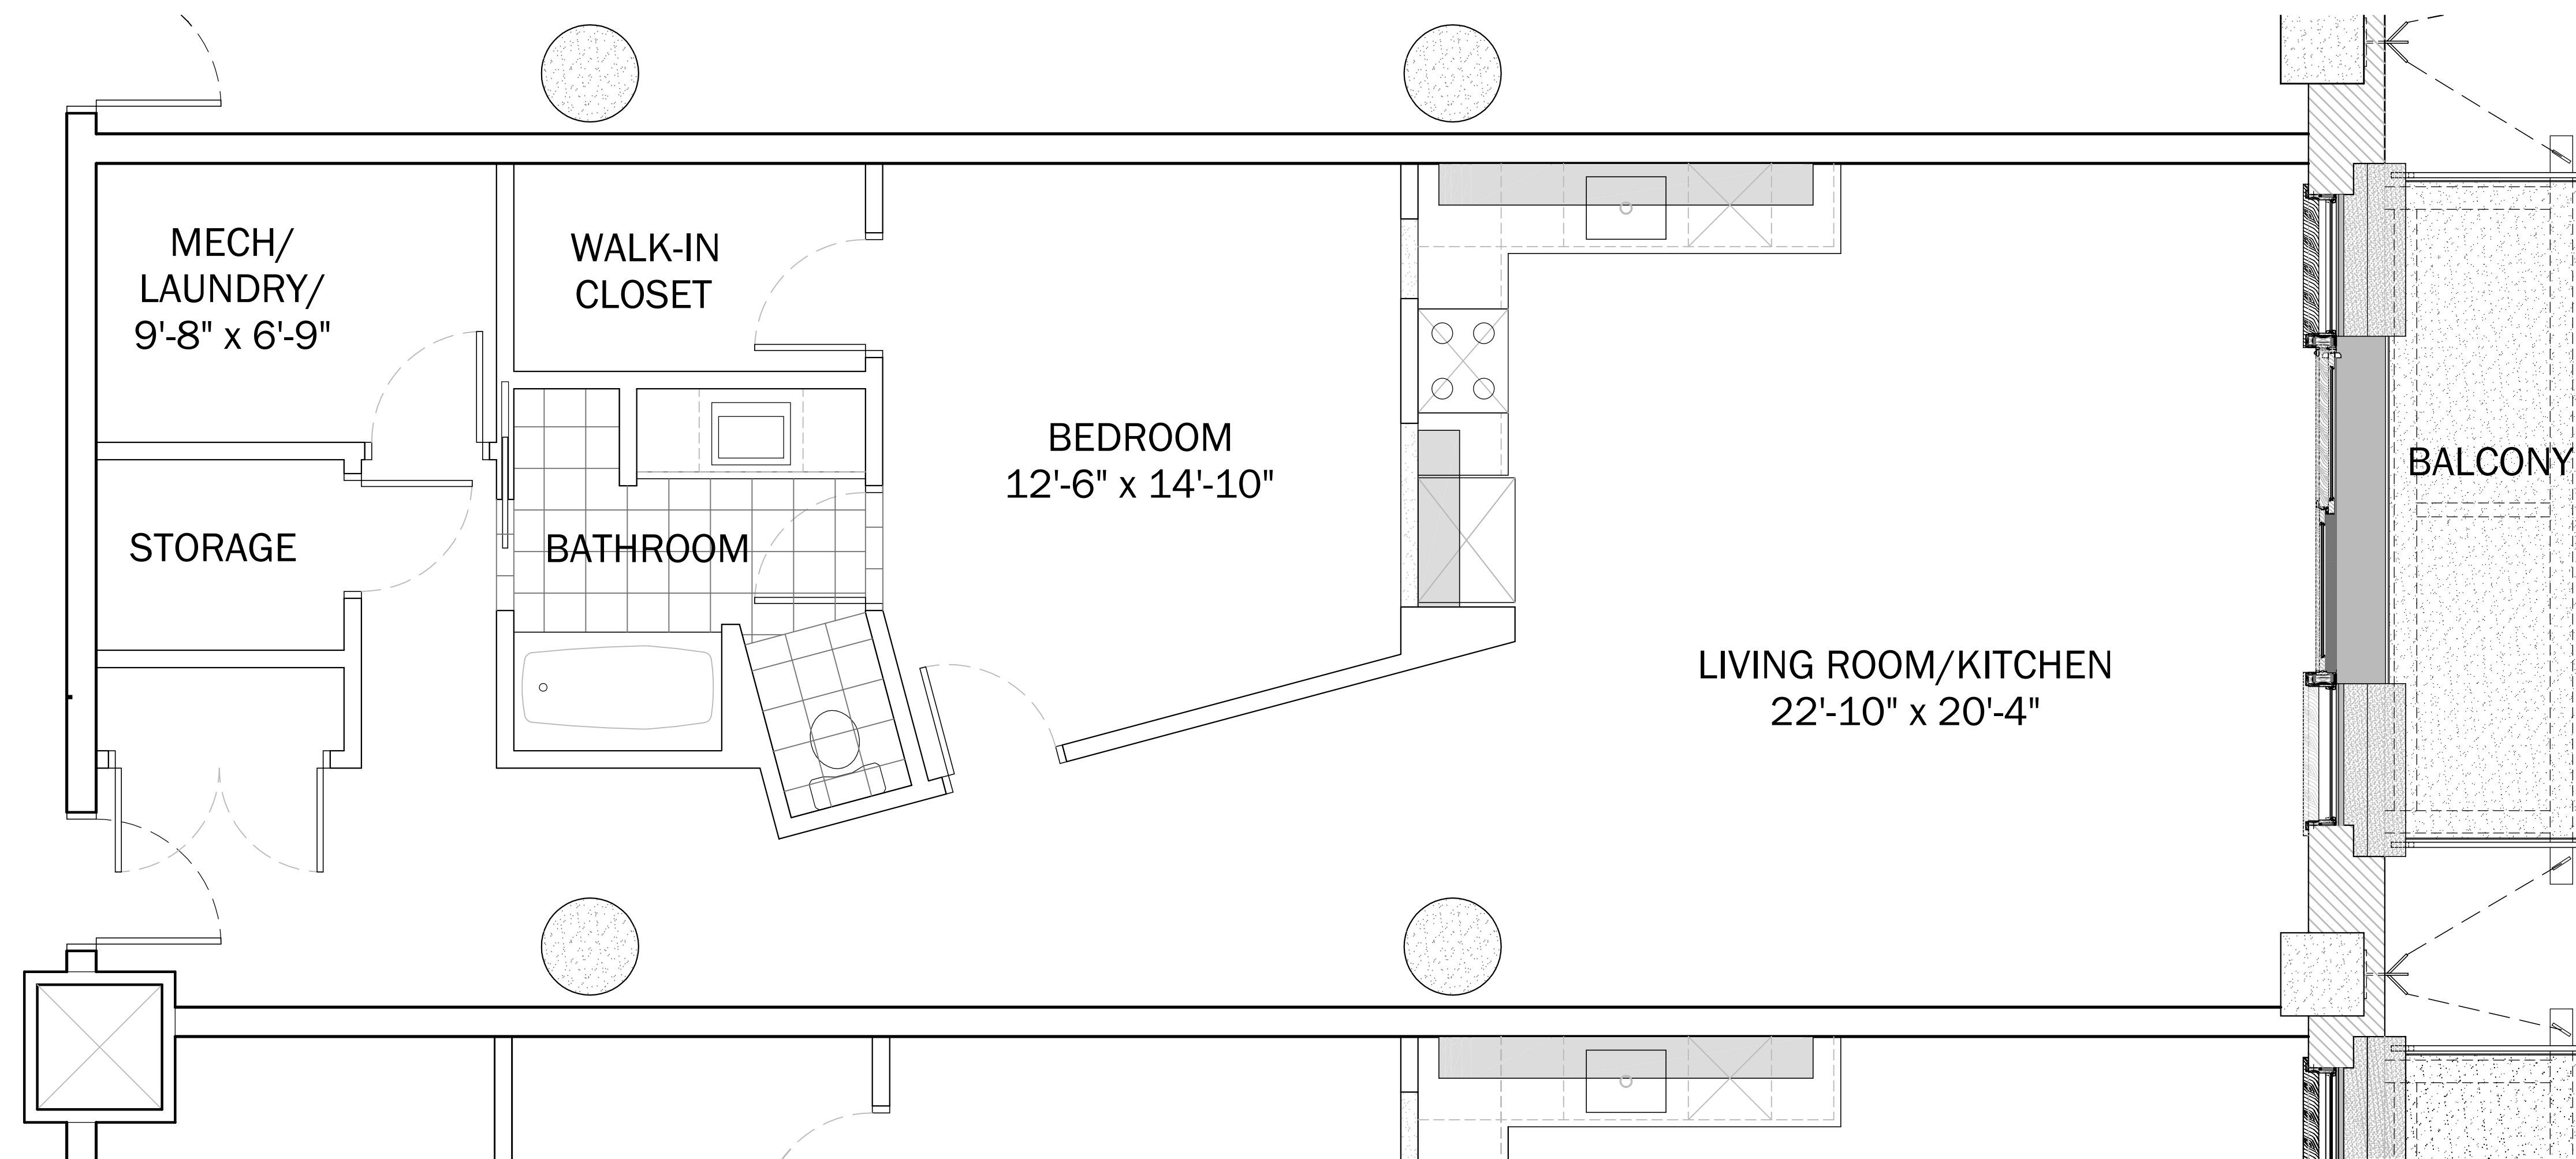 MECH/
LAUNDRY/
9'-8" x 6'-9"
WALK-IN
CLOSET
BEDROOM
12'-6" x 14'-10"
BALCONY
STORAGE
BATHROOM
LIVING ROOM/KITCHEN
22'-10" x 20'-4"